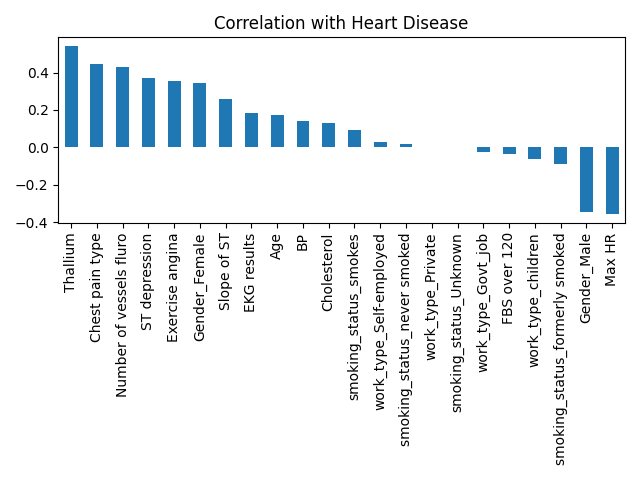 Correlation with Heart Disease
0.4
0.2
0.0
−0.2
−0.4
Thallium
Chest pain type
Number of vessels fluro
ST depression
Exercise angina
Gender_Female
Slope of ST
EKG results
Age
BP
Cholesterol
smoking_status_smokes
work_type_Self-employed
smoking_status_never smoked
work_type_Private
smoking_status_Unknown
work_type_Govt_job
FBS over 120
work_type_children
smoking_status_formerly smoked
Gender_Male
Max HR